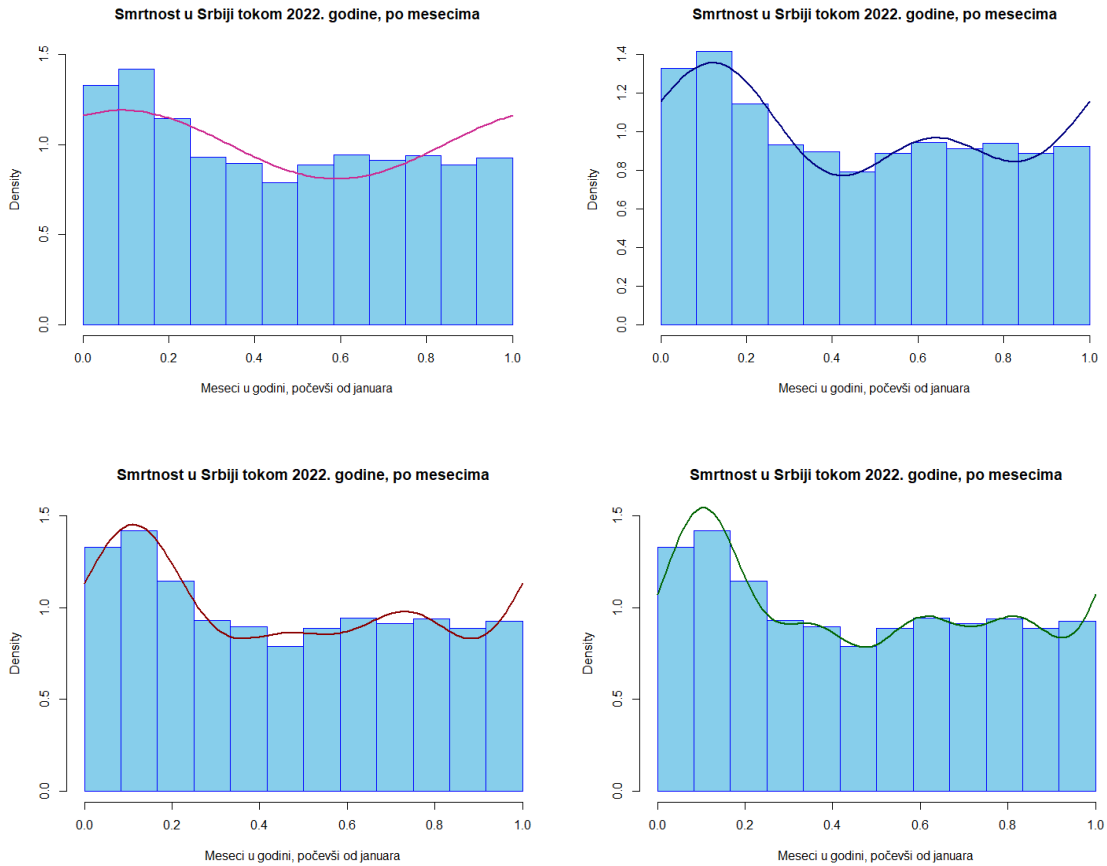 Smrtnost u Srbiji tokom 2022. godine, po mesecima
Density
1.5
1.0
0.5
0.0
0.0 0.2 0.4 0.6 0.8 1.0
Meseci u godini, počevši od januara
Smrtnost u Srbiji tokom 2022. godine, po mesecima
Density
1.4
1.2
1.0
0.8
0.6
0.4
0.2
0.0
0.0 0.2 0.4 0.6 0.8 1.0
Meseci u godini, počevši od januara
Smrtnost u Srbiji tokom 2022. godine, po mesecima
Density
1.5
1.0
0.5
0.0
0.0 0.2 0.4 0.6 0.8 1.0
Meseci u godini, počevši od januara
Smrtnost u Srbiji tokom 2022. godine, po mesecima
Density
1.5
1.0
0.5
0.0
0.0 0.2 0.4 0.6 0.8 1.0
Meseci u godini, počevši od januara